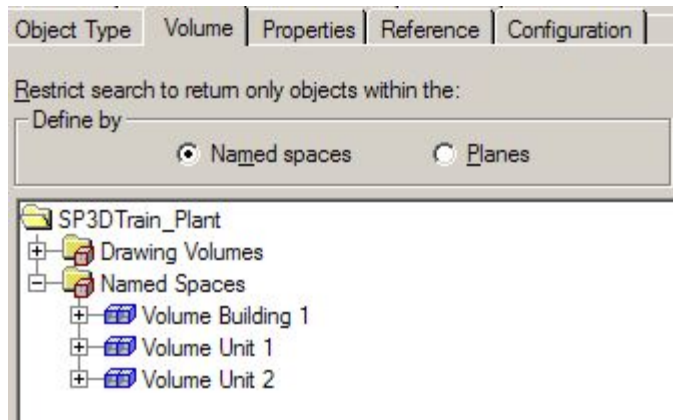 Object Type Volume Properties Reference Configuration
Restrict search to return only objects within the:
Define by
Named spaces Planes
SP3DTrain_Plant
Drawing Volumes
Named Spaces
Volume Building 1
Volume Unit 1
Volume Unit 2